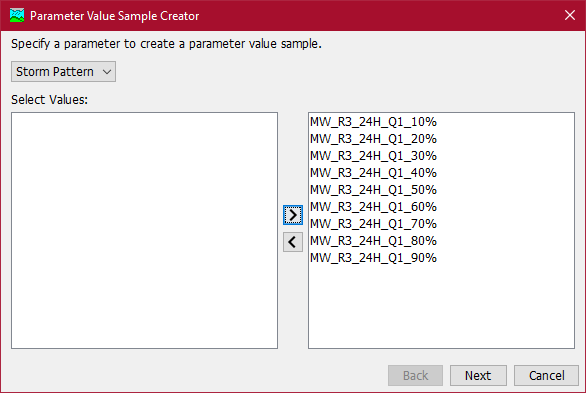 Parameter Value Sample Creator
Specify a parameter to create a parameter value sample.
Storm Pattern
Select Values:
MW_R3_24H_Q1_10%
MW_R3_24H_Q1_20%
MW_R3_24H_Q1_30%
MW_R3_24H_Q1_40%
MW_R3_24H_Q1_50%
MW_R3_24H_Q1_60%
MW_R3_24H_Q1_70%
MW_R3_24H_Q1_80%
MW_R3_24H_Q1_90%
Back Next Cancel